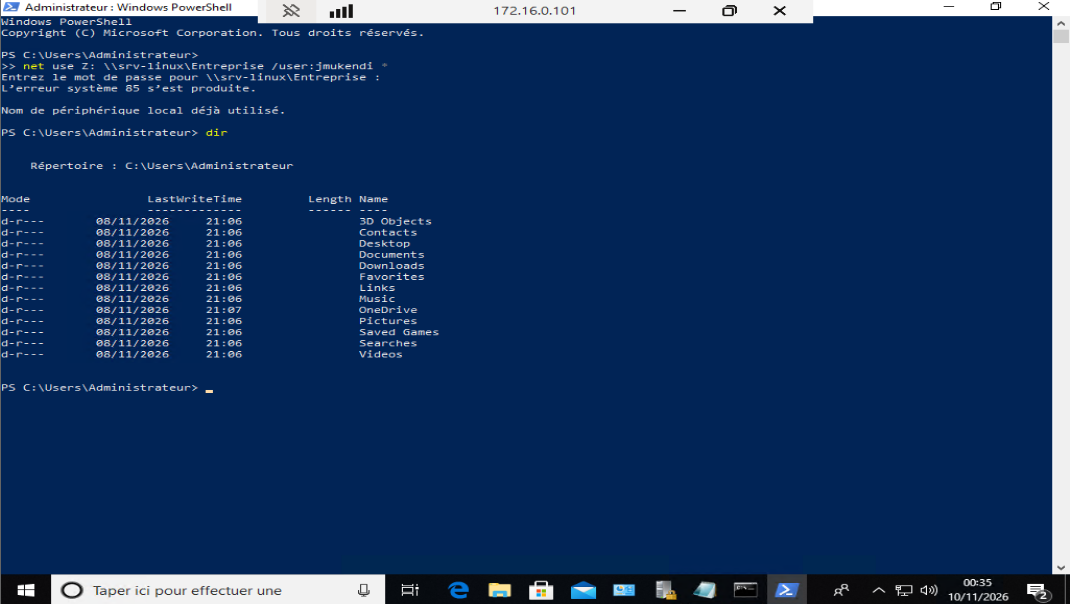 Administrateur : Windows PowerShell
172.16.0.101
Windows PowerShell
Copyright (C) Microsoft Corporation. Tous droits réservés.
PS C:\Users\Administrateur>
>> net use Z: \\srv-linux\Entreprise /user:jmukendi *
Entrez le mot de passe pour \\srv-linux\Entreprise :
L'erreur système 85 s'est produite.
Nom de périphérique local déjà utilisé.
PS C:\Users\Administrateur> dir
Répertoire : C:\Users\Administrateur
Mode LastWriteTime Length Name
---- ------------- ------ ----
d-r--- 08/11/2026 21:06 3D Objects
d-r--- 08/11/2026 21:06 Contacts
d-r--- 08/11/2026 21:06 Desktop
d-r--- 08/11/2026 21:06 Documents
d-r--- 08/11/2026 21:06 Downloads
d-r--- 08/11/2026 21:06 Favorites
d-r--- 08/11/2026 21:06 Links
d-r--- 08/11/2026 21:06 Music
d-r--- 08/11/2026 21:07 OneDrive
d-r--- 08/11/2026 21:06 Pictures
d-r--- 08/11/2026 21:06 Saved Games
d-r--- 08/11/2026 21:06 Searches
d-r--- 08/11/2026 21:06 Videos
PS C:\Users\Administrateur>
Taper ici pour effectuer une
00:35
10/11/2026
2